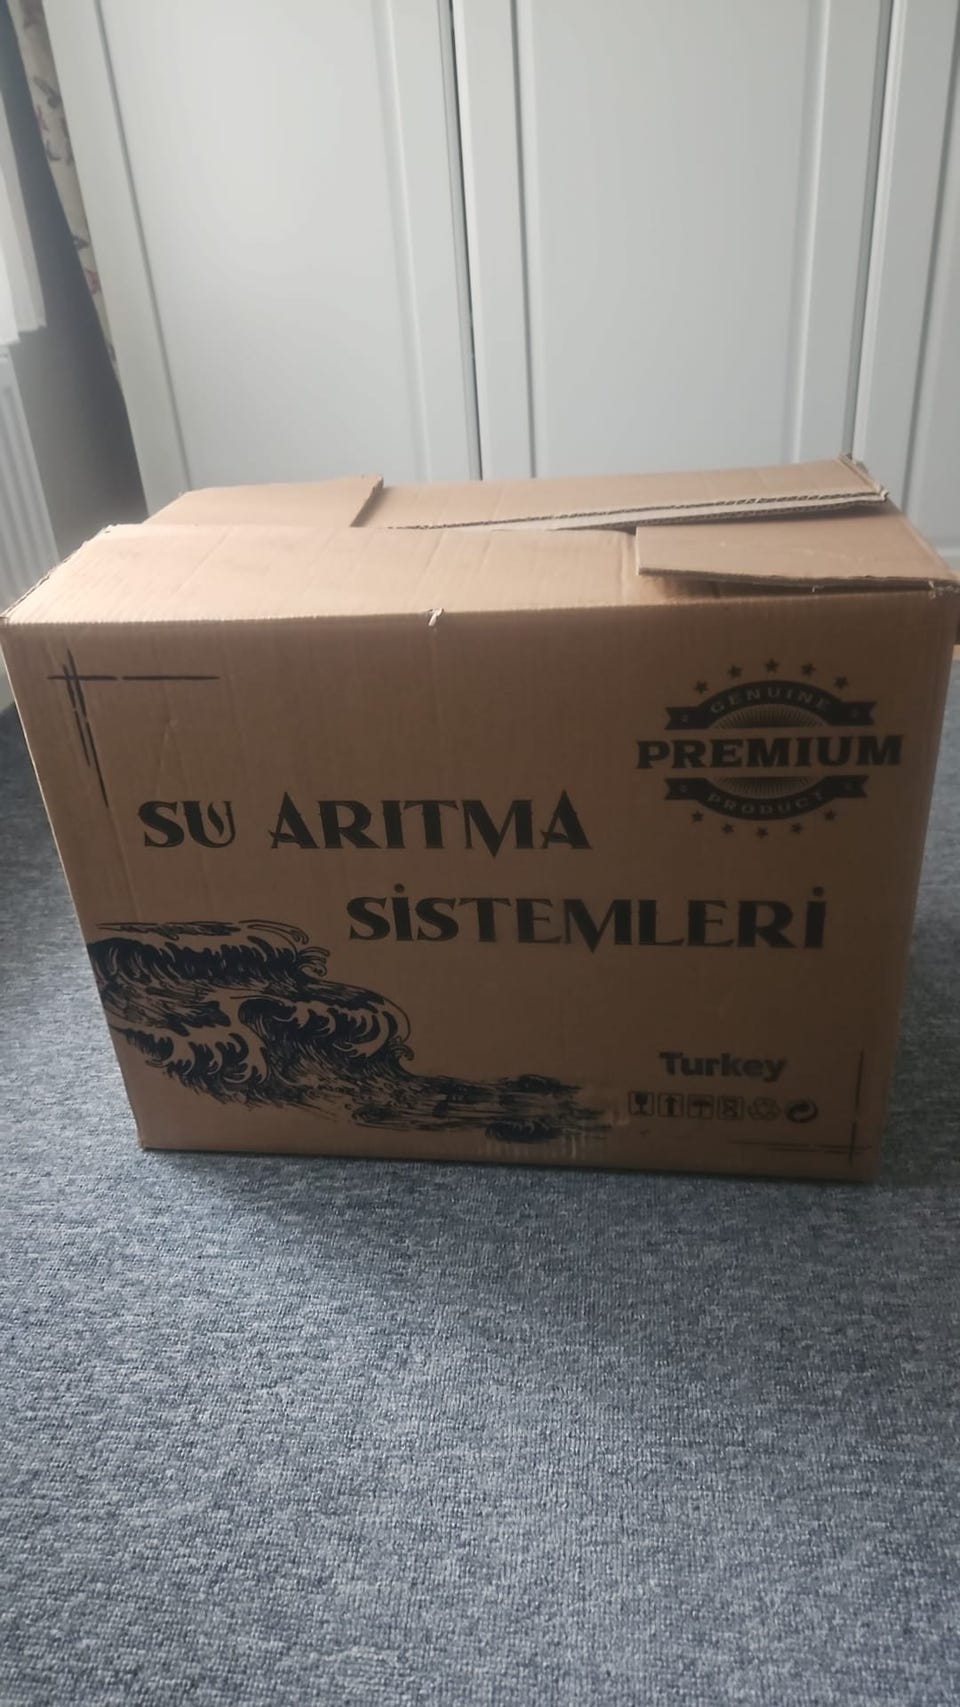 GENUINE
PREMIUM
PRODUCT
SU ARITMA
SİSTEMLERİ
Turkey